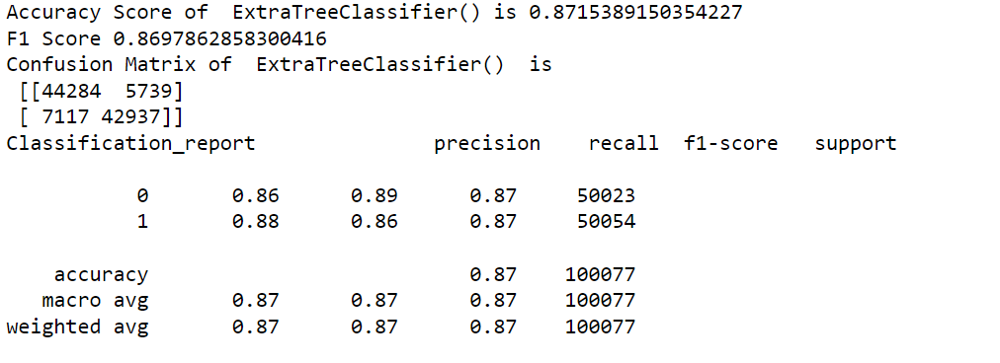 Accuracy Score of  ExtraTreeClassifier() is 0.8715389150354227
F1 Score 0.8697862858300416
Confusion Matrix of  ExtraTreeClassifier()  is
 [[44284  5739]
 [ 7117 42937]]
Classification_report               precision    recall  f1-score   support
           0       0.86      0.89      0.87     50023
           1       0.88      0.86      0.87     50054
    accuracy                           0.87    100077
   macro avg       0.87      0.87      0.87    100077
weighted avg       0.87      0.87      0.87    100077